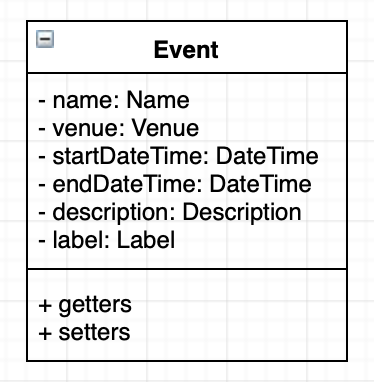 Event
- name: Name
- venue: Venue
- startDateTime: DateTime
- endDateTime: DateTime
- description: Description
- label: Label
+ getters
+ setters